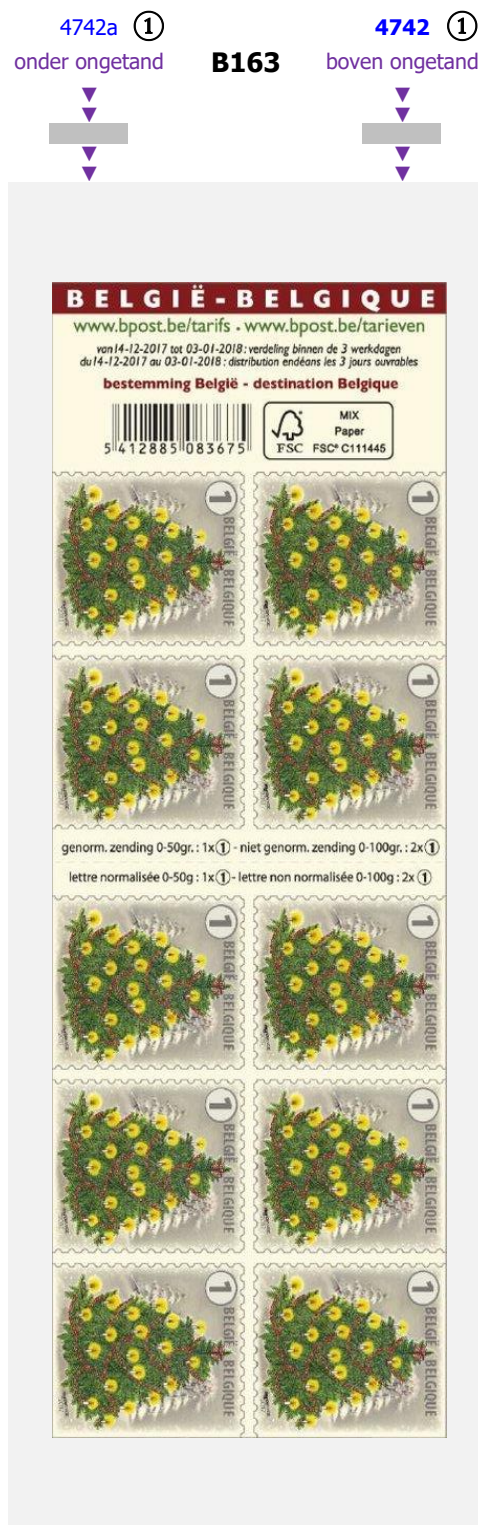 4742a ①
onder ongetand
B163
4742 ①
boven ongetand
BELGIË-BELGIQUE
www.bpost.be/tarifs . www.bpost.be/tarieven
van14-12-2017 tot 03-01-2018 : verdeling binnen de 3 werkdagen
du14-12-2017 au 03-01-2018 : distribution endéans les 3 jours ouvrables
bestemming België - destination Belgique
5 412885 083675
MIX
Paper
FSC FSC® C111445
1 BELGIË - BELGIQUE
1 BELGIË - BELGIQUE
1 BELGIË - BELGIQUE
1 BELGIË - BELGIQUE
genorm. zending 0-50gr. : 1x① - niet genorm. zending 0-100gr. : 2x①
lettre normalisée 0-50g : 1x① - lettre non normalisée 0-100g : 2x ①
1 BELGIË - BELGIQUE
1 BELGIË - BELGIQUE
1 BELGIË - BELGIQUE
1 BELGIË - BELGIQUE
1 BELGIË - BELGIQUE
1 BELGIË - BELGIQUE